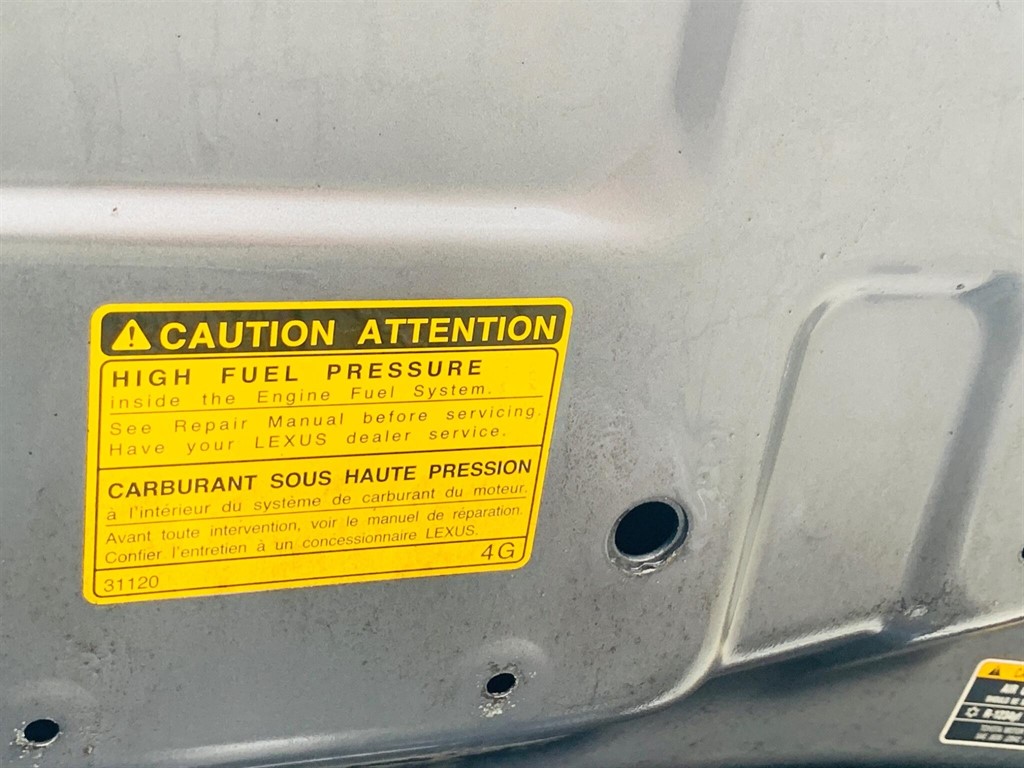 CAUTION ATTENTION
HIGH FUEL PRESSURE
inside the Engine Fuel System.
See Repair Manual before servicing.
Have your LEXUS dealer service.
CARBURANT SOUS HAUTE PRESSION
à l'intérieur du système de carburant du moteur.
Avant toute intervention, voir le manuel de réparation.
Confier l'entretien à un concessionnaire LEXUS.
31120 4G